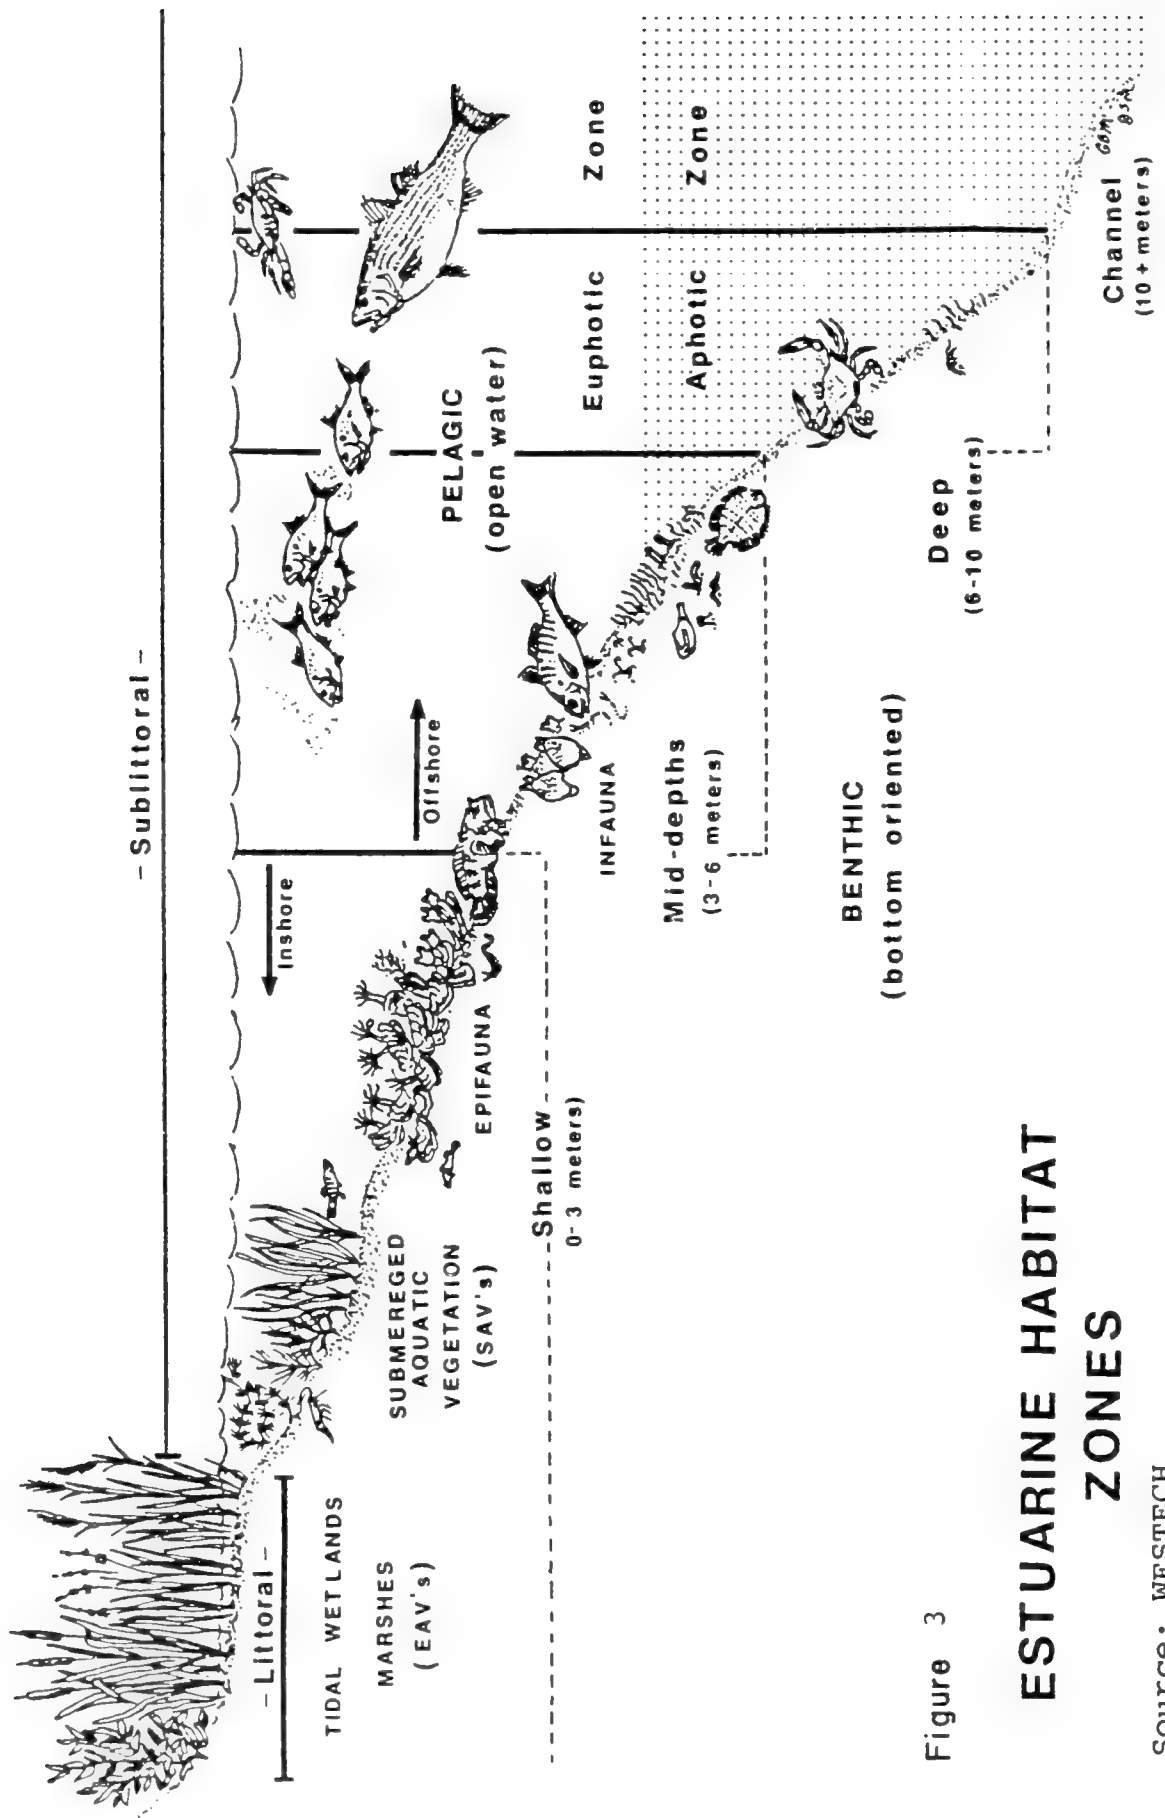 -Sublittoral-
-Littoral-
TIDAL WETLANDS
MARSHES
(EAV's)
SUBMEREGED
AQUATIC
VEGETATION
(SAV's)
Inshore
Offshore
EPIFAUNA
Shallow
0-3 meters)
INFAUNA
Mid-depths
(3-6 meters)
PELAGIC
(open water)
Euphotic Zone
Aphotic Zone
BENTHIC
(bottom oriented)
Deep
(6-10 meters)
Channel
(10+meters)
Figure 3
ESTUARINE HABITAT
ZONES
Source: WESTECH